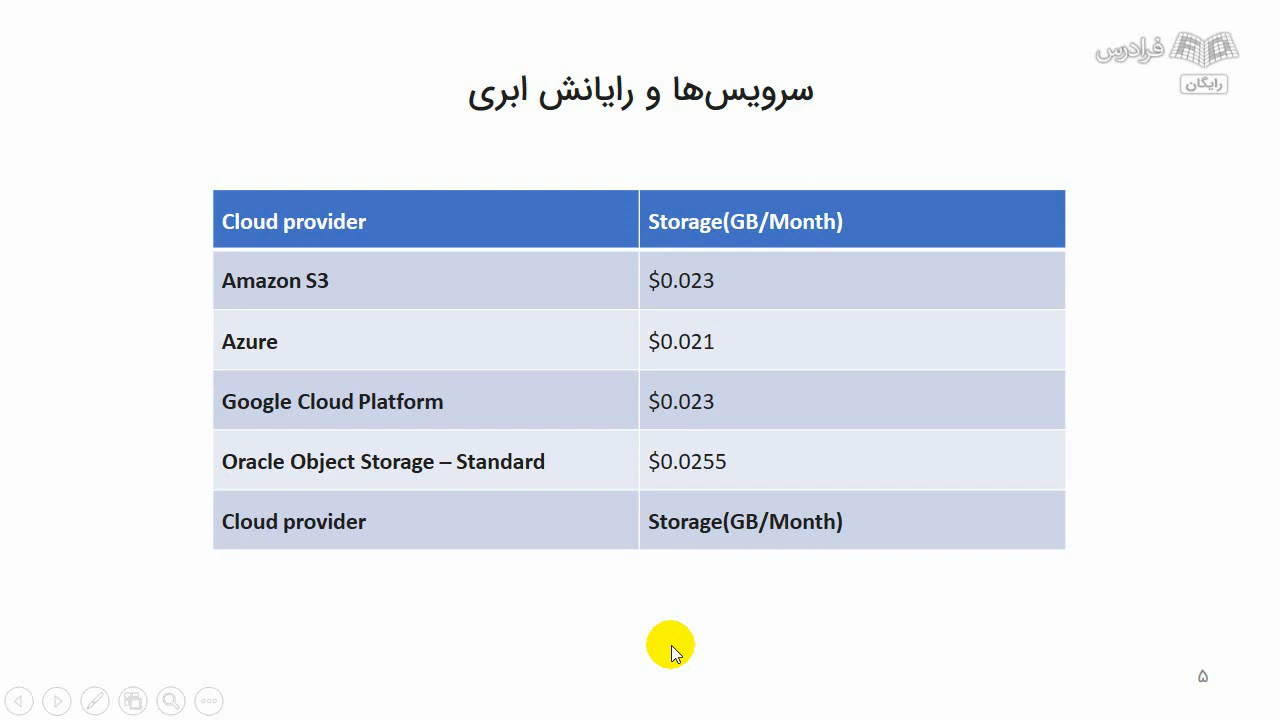 فرادرس
رایگان
سرویس‌ها و رایانش ابری
Cloud provider Storage(GB/Month)
Amazon S3 $0.023
Azure $0.021
Google Cloud Platform $0.023
Oracle Object Storage – Standard $0.0255
Cloud provider Storage(GB/Month)
۵